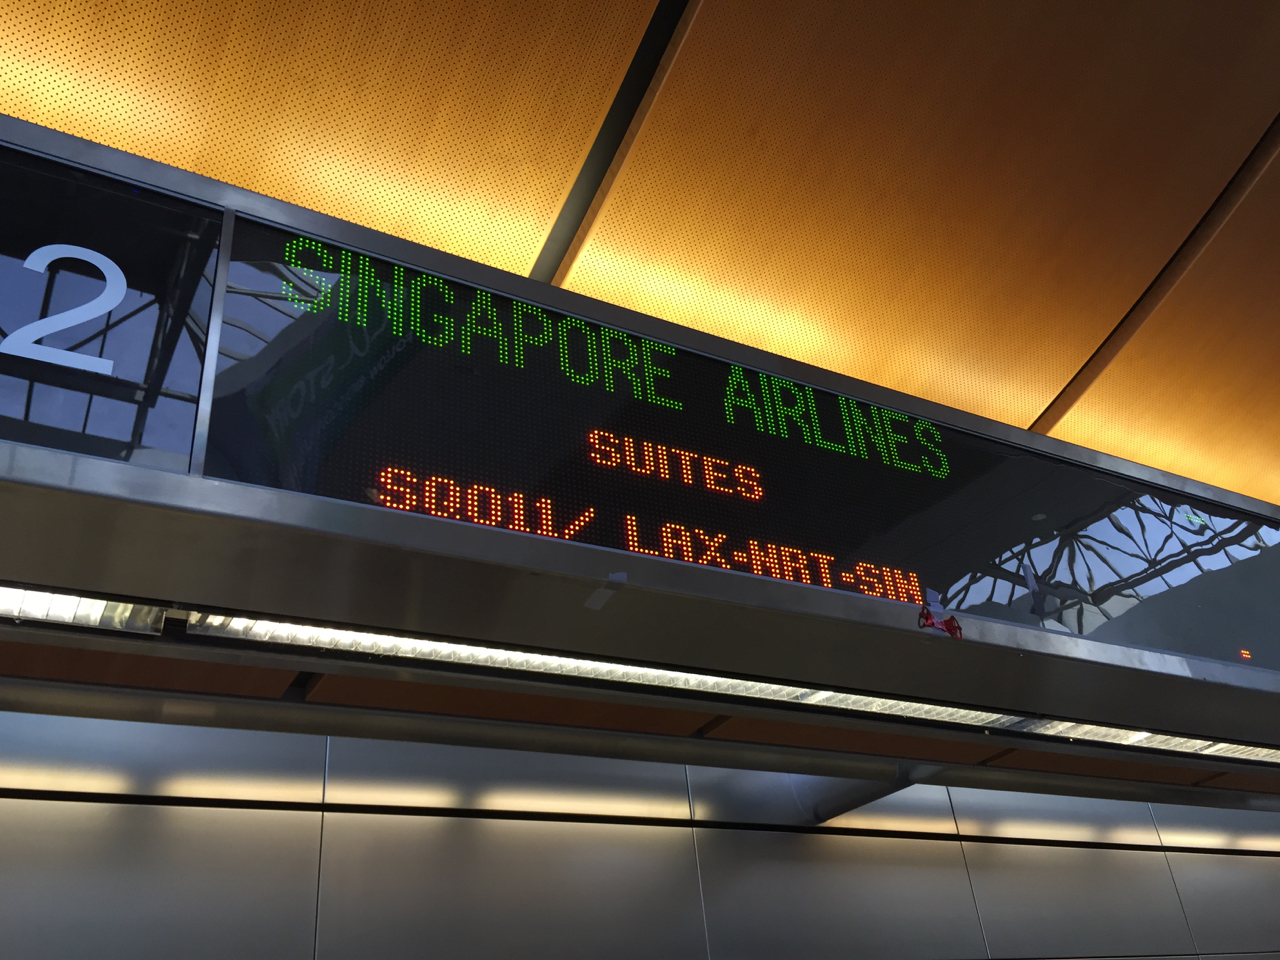 2
SINGAPORE AIRLINES
SUITES
SQ011/ LAX-NRT-SIN